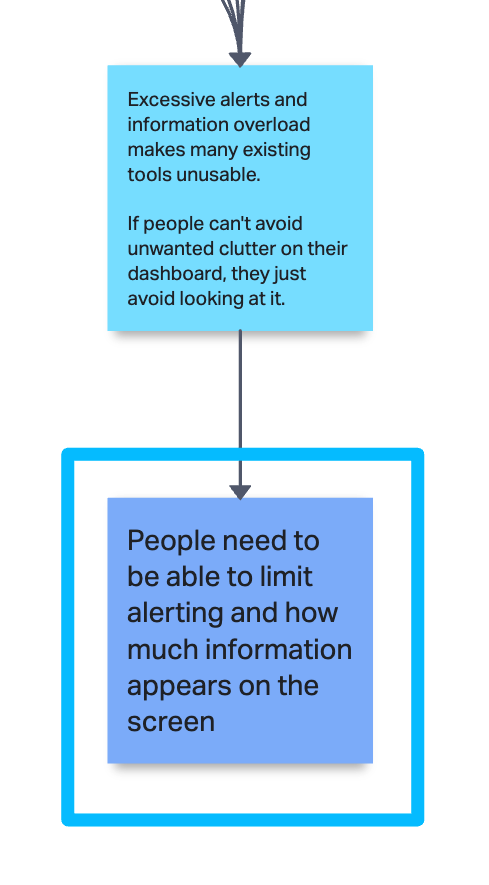 Excessive alerts and
information overload
makes many existing
tools unusable.
If people can't avoid
unwanted clutter on their
dashboard, they just
avoid looking at it.
People need to
be able to limit
alerting and how
much information
appears on the
screen